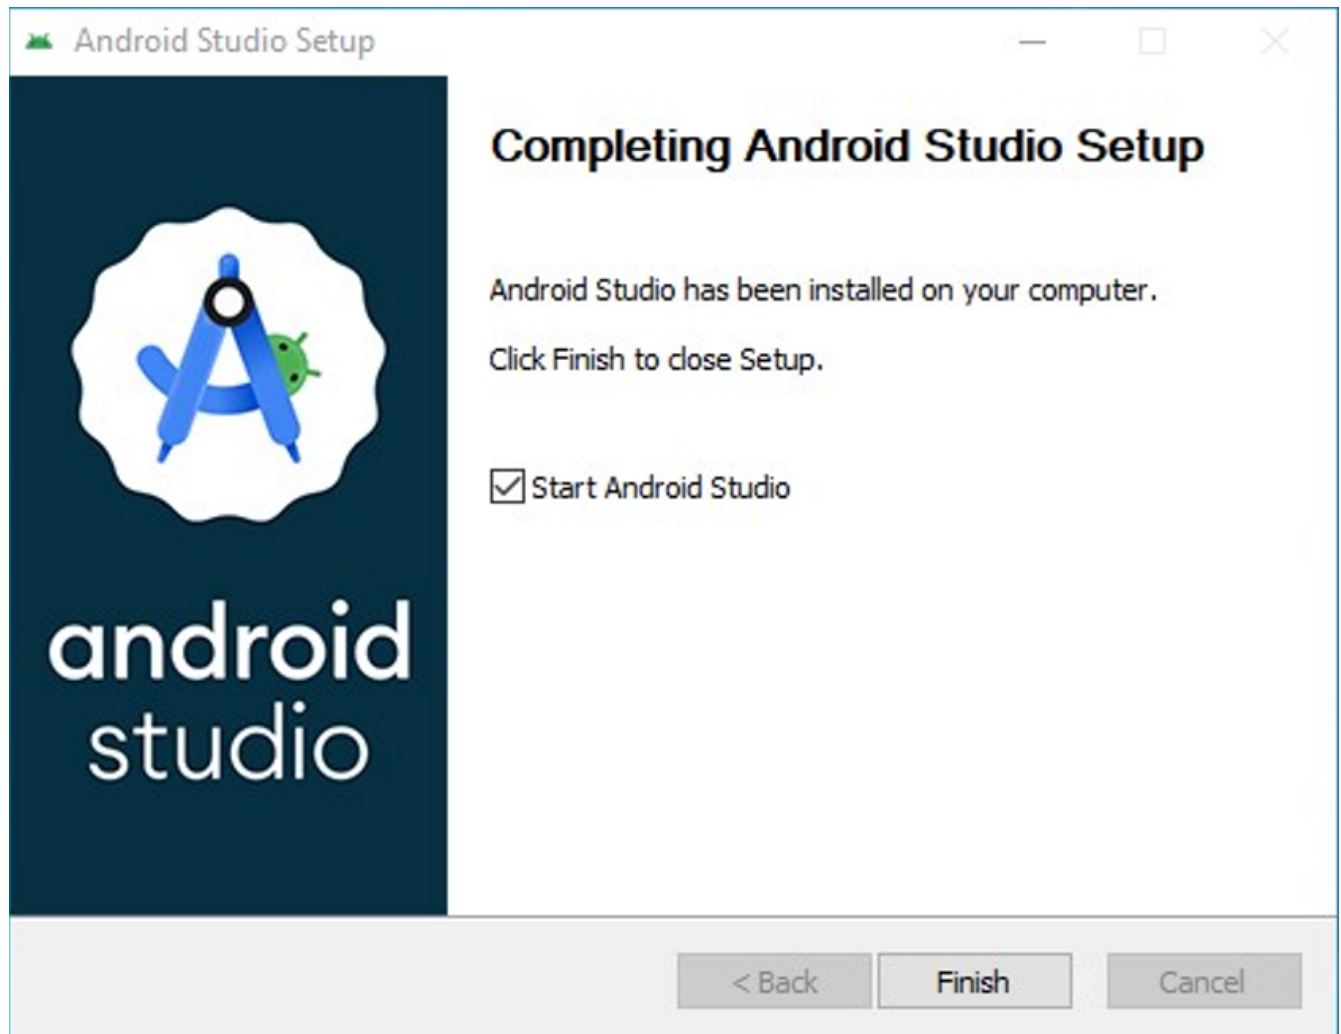 Android Studio Setup
Completing Android Studio Setup
Android Studio has been installed on your computer.
Click Finish to close Setup.
Start Android Studio
android
studio
< Back
Finish
Cancel